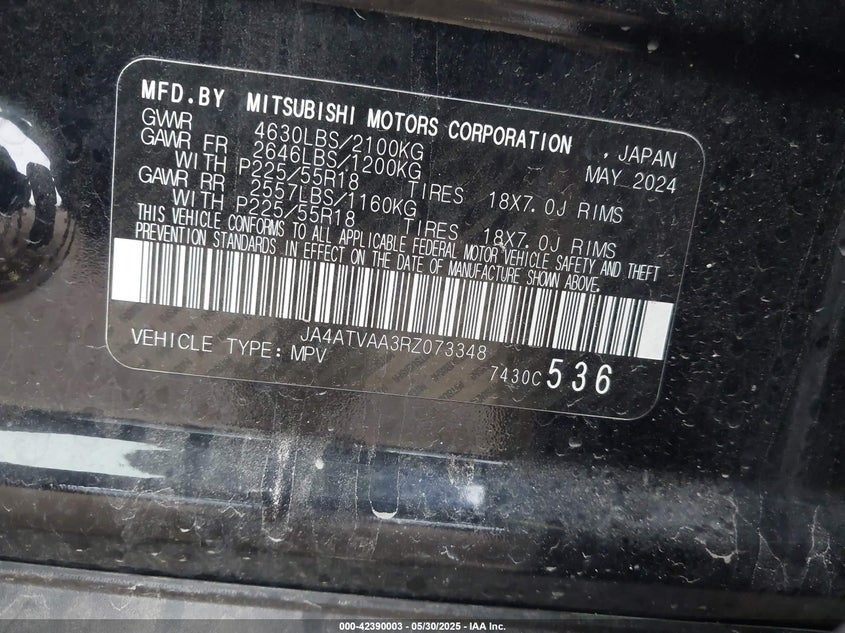 MFD.BY MITSUBISHI MOTORS CORPORATION , JAPAN
GVWR 4630LBS/2100KG MAY 2024
GAWR FR 2646LBS/1200KG
WITH P225/55R18 TIRES 18X7.0J RIMS
GAWR RR 2557LBS/1160KG
WITH P225/55R18 TIRES 18X7.0J RIMS
THIS VEHICLE CONFORMS TO ALL APPLICABLE FEDERAL MOTOR VEHICLE SAFETY AND THEFT
PREVENTION STANDARDS IN EFFECT ON THE DATE OF MANUFACTURE SHOWN ABOVE.
JA4ATVAA3RZ073348
VEHICLE TYPE: MPV
7430C 536
000-42390003 — 05/30/2025 — IAA Inc.